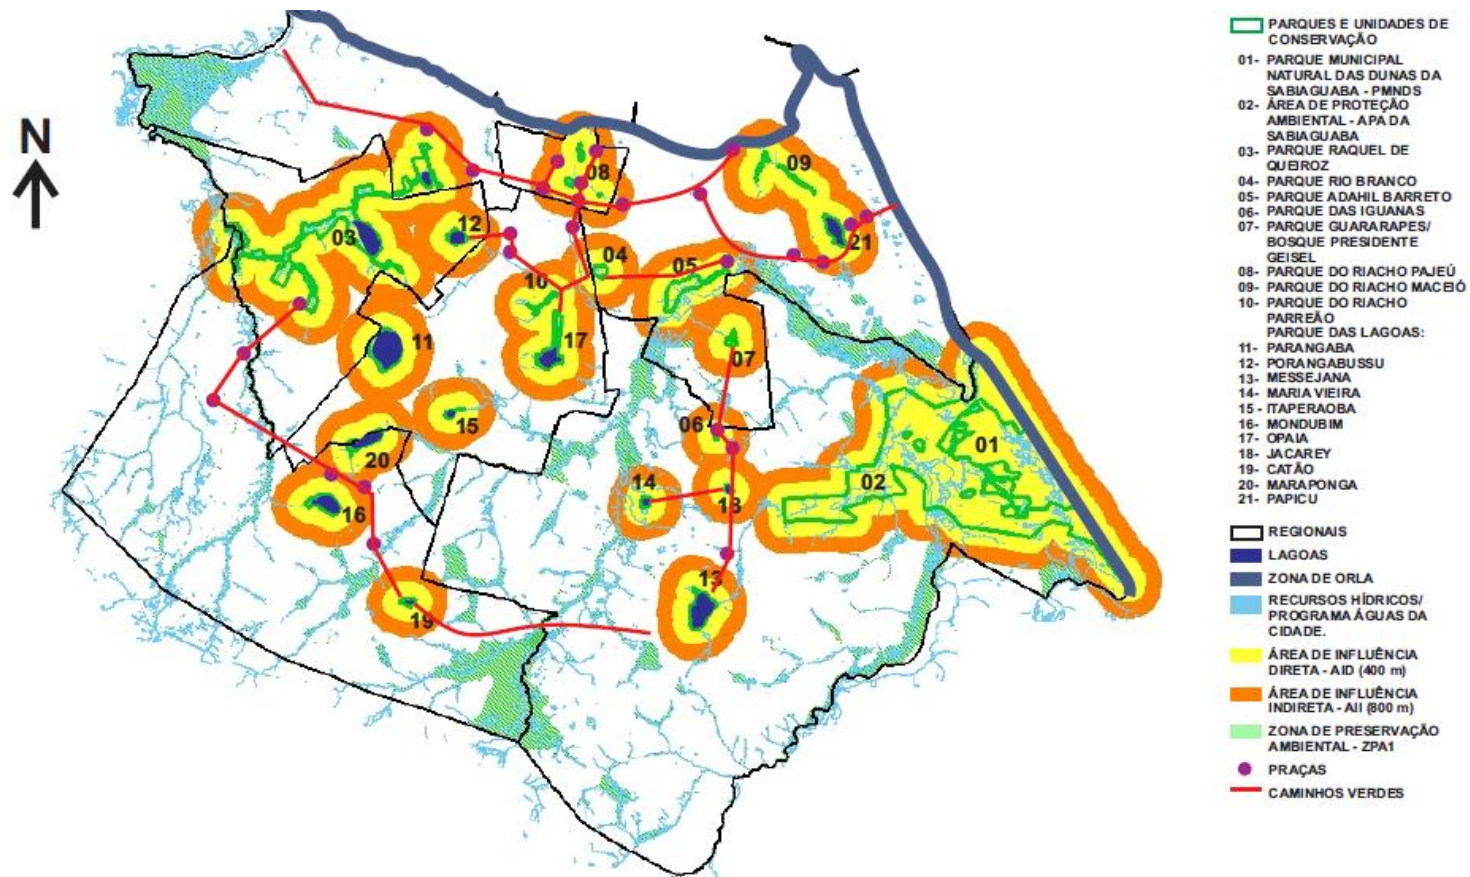 N
09
08
21
12
03
04
05
10
17
11
07
15
06
01
20
02
14
18
16
13
19
PARQUES E UNIDADES DE
CONSERVAÇÃO
01- PARQUE MUNICIPAL
NATURAL DAS DUNAS DA
SABIAGUABA - PMNDS
02- ÁREA DE PROTEÇÃO
AMBIENTAL - APA DA
SABIAGUABA
03- PARQUE RAQUEL DE
QUEIROZ
04- PARQUE RIO BRANCO
05- PARQUE ADAHIL BARRETO
06- PARQUE DAS IGUANAS
07- PARQUE GUARARAPES/
BOSQUE PRESIDENTE
GEISEL
08- PARQUE DO RIACHO PAJEÚ
09- PARQUE DO RIACHO MACEIÓ
10- PARQUE DO RIACHO
PARREÃO
PARQUE DAS LAGOAS:
11- PARANGABA
12- PORANGABUSSU
13- MESSEJANA
14- MARIA VIEIRA
15- ITAPERAOBA
16- MONDUBIM
17- OPAIA
18- JACAREY
19- CATÃO
20- MARAPONGA
21- PAPICU
REGIONAIS
LAGOAS
ZONA DE ORLA
RECURSOS HÍDRICOS/
PROGRAMA ÁGUAS DA
CIDADE.
ÁREA DE INFLUÊNCIA
DIRETA - AID (400 m)
ÁREA DE INFLUÊNCIA
INDIRETA - AII (800 m)
ZONA DE PRESERVAÇÃO
AMBIENTAL - ZPA1
PRAÇAS
CAMINHOS VERDES